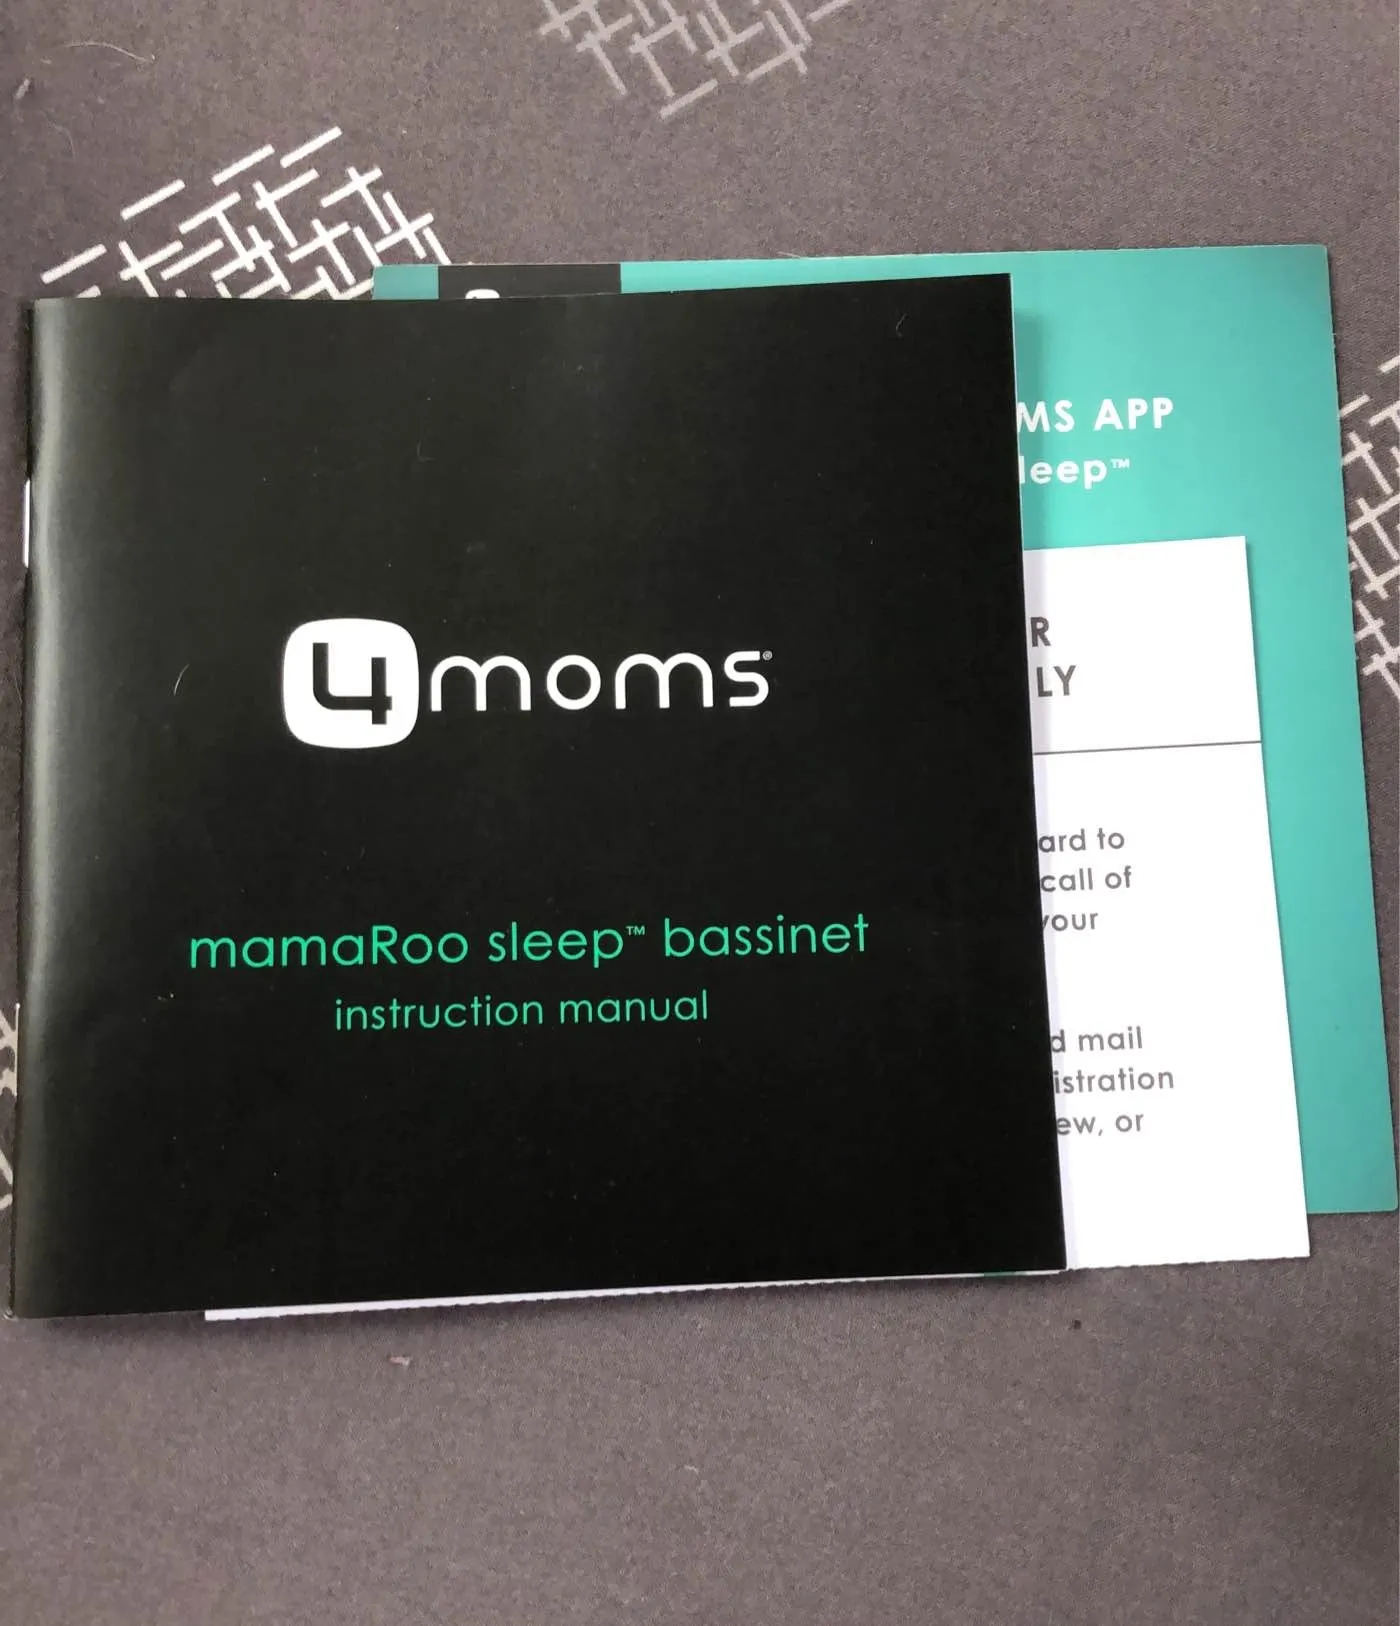 4moms®
mamaRoo sleep™ bassinet
instruction manual
MS APP
leep™
R
LY
ard to
call of
your
d mail
istration
ew, or